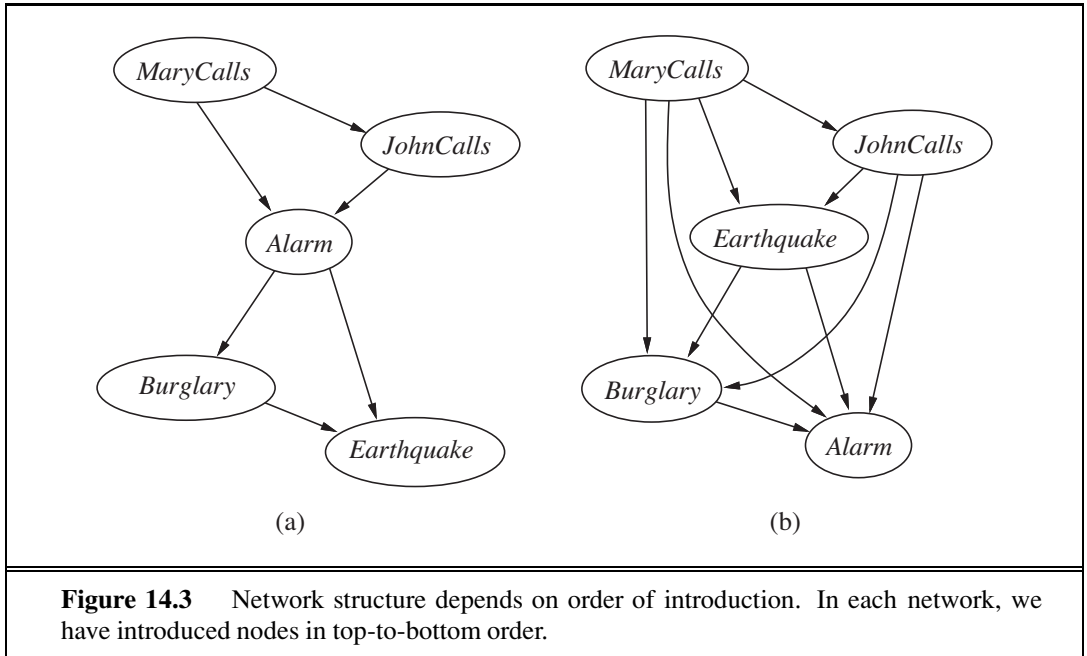 MaryCalls
JohnCalls
Alarm
Burglary
Earthquake
(a)
MaryCalls
JohnCalls
Earthquake
Burglary
Alarm
(b)
Figure 14.3 Network structure depends on order of introduction. In each network, we
have introduced nodes in top-to-bottom order.